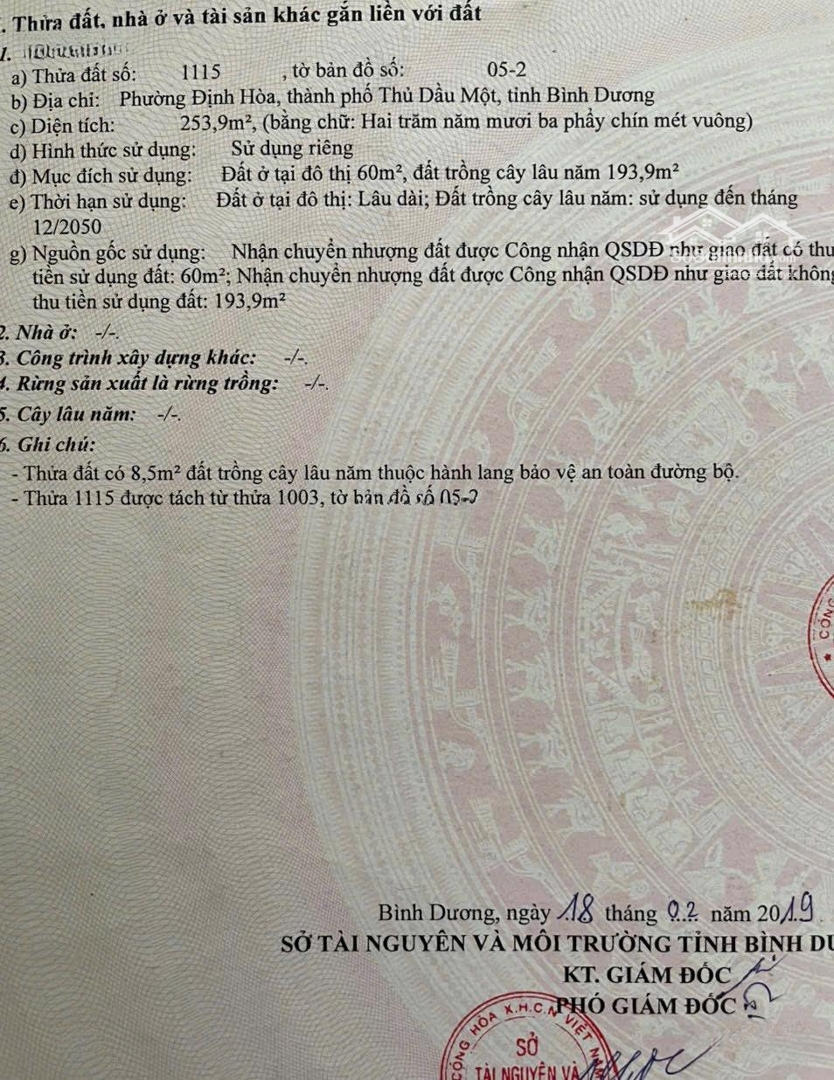 . Thửa đất, nhà ở và tài sản khác gắn liền với đất
1.
a) Thửa đất số: 1115 , tờ bản đồ số: 05-2
b) Địa chỉ: Phường Định Hòa, thành phố Thủ Dầu Một, tỉnh Bình Dương
c) Diện tích: 253,9m², (bằng chữ: Hai trăm năm mươi ba phẩy chín mét vuông)
d) Hình thức sử dụng: Sử dụng riêng
đ) Mục đích sử dụng: Đất ở tại đô thị 60m², đất trồng cây lâu năm 193,9m²
e) Thời hạn sử dụng: Đất ở tại đô thị: Lâu dài; Đất trồng cây lâu năm: sử dụng đến tháng
12/2050
g) Nguồn gốc sử dụng: Nhận chuyển nhượng đất được Công nhận QSDĐ như giao đất có thu
tiền sử dụng đất: 60m²; Nhận chuyển nhượng đất được Công nhận QSDĐ như giao đất không
thu tiền sử dụng đất: 193,9m²
2. Nhà ở: -/-.
3. Công trình xây dựng khác: -/-.
4. Rừng sản xuất là rừng trồng: -/-.
5. Cây lâu năm: -/-.
6. Ghi chú:
- Thửa đất có 8,5m² đất trồng cây lâu năm thuộc hành lang bảo vệ an toàn đường bộ.
- Thửa 1115 được tách từ thửa 1003, tờ bản đồ số 05-2
★ CÔNG
Bình Dương, ngày 18 tháng 02 năm 2019
SỞ TÀI NGUYÊN VÀ MÔI TRƯỜNG TỈNH BÌNH DƯ
KT. GIÁM ĐỐC
PHÓ GIÁM ĐỐC
CỘNG HÒA X.H.C.N VIỆT NAM
SỞ
TÀI NGUYÊN VÀ